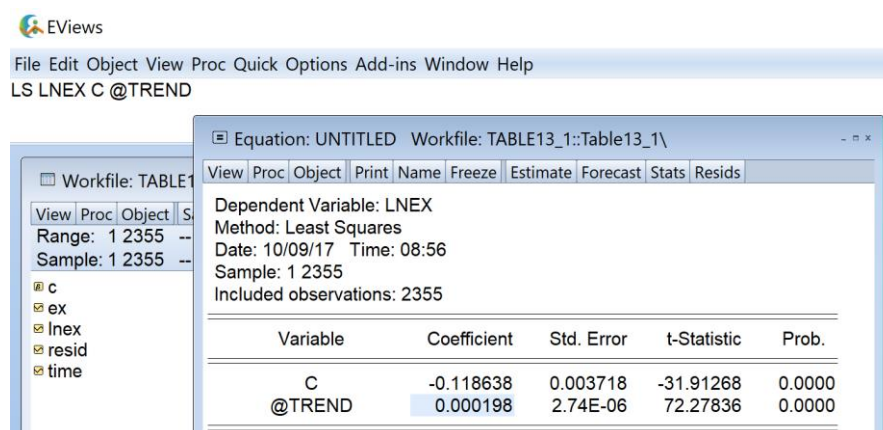 EViews
File Edit Object View Proc Quick Options Add-ins Window Help
LS LNEX C @TREND
Equation: UNTITLED Workfile: TABLE13_1::Table13_1\
View Proc Object Print Name Freeze Estimate Forecast Stats Resids
Dependent Variable: LNEX
Method: Least Squares
Date: 10/09/17 Time: 08:56
Sample: 1 2355
Included observations: 2355
Variable Coefficient Std. Error t-Statistic Prob.
C -0.118638 0.003718 -31.91268 0.0000
@TREND 0.000198 2.74E-06 72.27836 0.0000
Workfile: TABLE1
View Proc Object S
Range: 1 2355 --
Sample: 1 2355 --
c
ex
lnex
resid
time